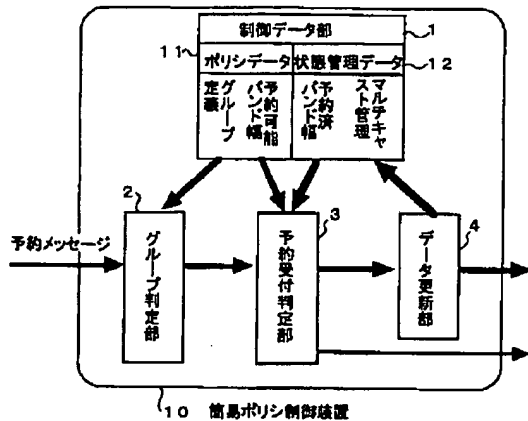 制御データ部
1
11
ポリシデータ
状態管理データ
12
グループ
定義
予約可能
バンド幅
予約済
バンド幅
マルチキャ
スト管理
2
3
4
予約メッセージ
グループ判定部
予約受付判定部
データ更新部
10 簡易ポリシ制御装置